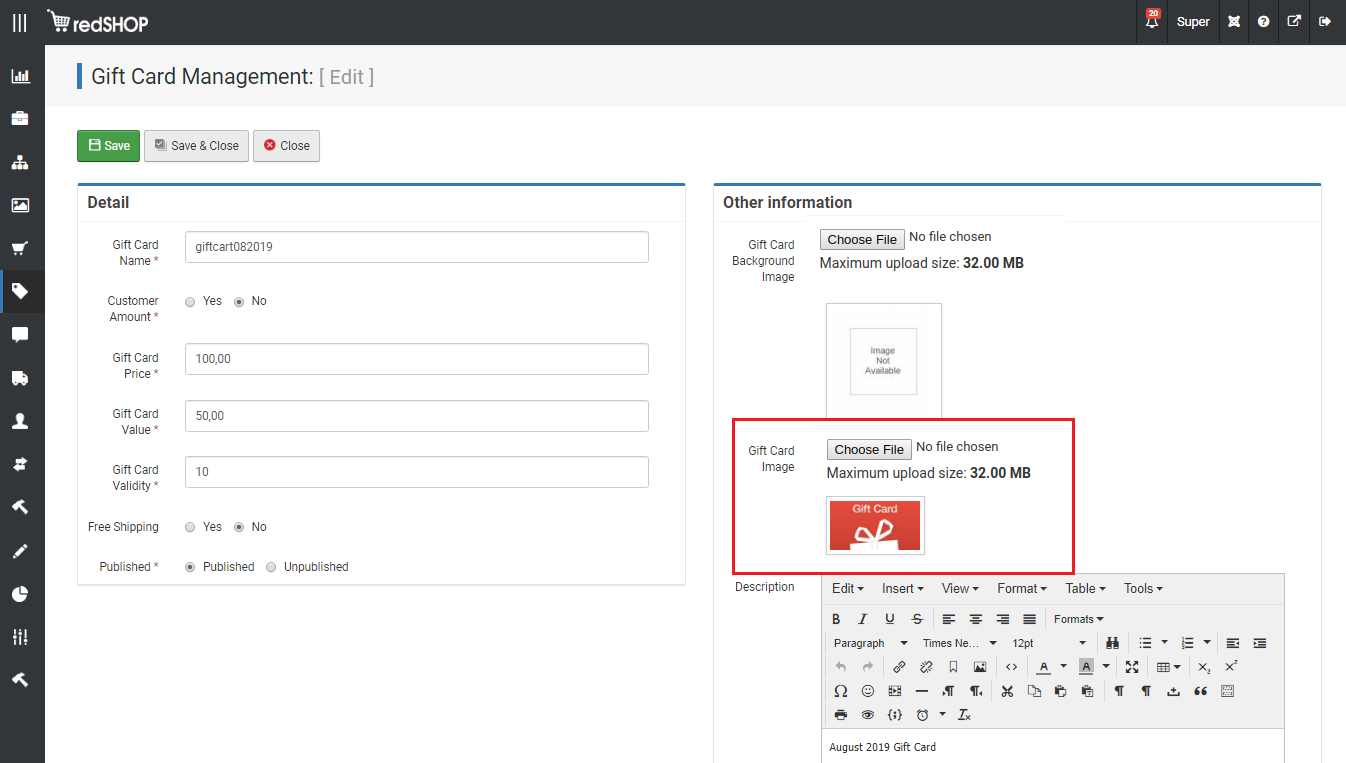 redSHOP
20
Super
Gift Card Management: [ Edit ]
Save
Save & Close
Close
Detail
Gift Card
Name *
giftcart082019
Customer
Amount *
Yes
No
Gift Card
Price *
100,00
Gift Card
Value *
50,00
Gift Card
Validity *
10
Free Shipping
Yes
No
Published *
Published
Unpublished
Other information
Gift Card
Background
Image
Choose File No file chosen
Maximum upload size: 32.00 MB
Image
Not
Available
Gift Card
Image
Choose File No file chosen
Maximum upload size: 32.00 MB
Gift Card
Description
Edit Insert View Format Table Tools
B I U S Formats
Paragraph Times Ne... 12pt
A A
August 2019 Gift Card